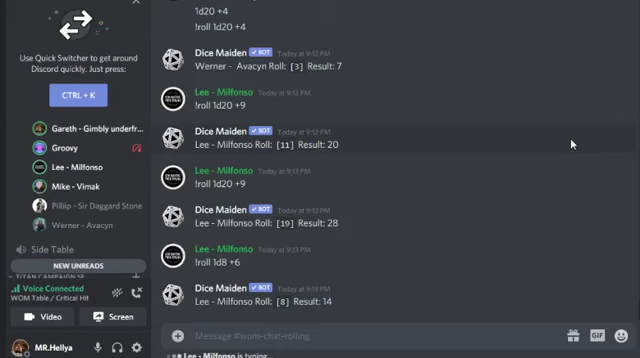 Use Quick Switcher to get around
Discord quickly. Just press:
CTRL + K
Gareth - Gimbly underfr...
Groovy
Lee - Milfonso
Mike - Vimak
Pilliip - Sir Daggard Stone
Werner - Avacyn
Side Table
NEW UNREADS
Voice Connected
WOM Table / Critical Hit
Video
Screen
MR.Hellya
1d20 +4
!roll 1d20 +4
Dice Maiden ✓ BOT Today at 9:12 PM
Werner - Avacyn Roll: [3] Result: 7
Lee - Milfonso Today at 9:12 PM
!roll 1d20 +9
Dice Maiden ✓ BOT Today at 9:12 PM
Lee - Milfonso Roll: [11] Result: 20
Lee - Milfonso Today at 9:13 PM
!roll 1d20 +9
Dice Maiden ✓ BOT Today at 9:13 PM
Lee - Milfonso Roll: [19] Result: 28
Lee - Milfonso Today at 9:13 PM
!roll 1d8 +6
Dice Maiden ✓ BOT Today at 9:13 PM
Lee - Milfonso Roll: [8] Result: 14
Message #wom-chat-rolling
GIF
Lee - Milfonso is typing...